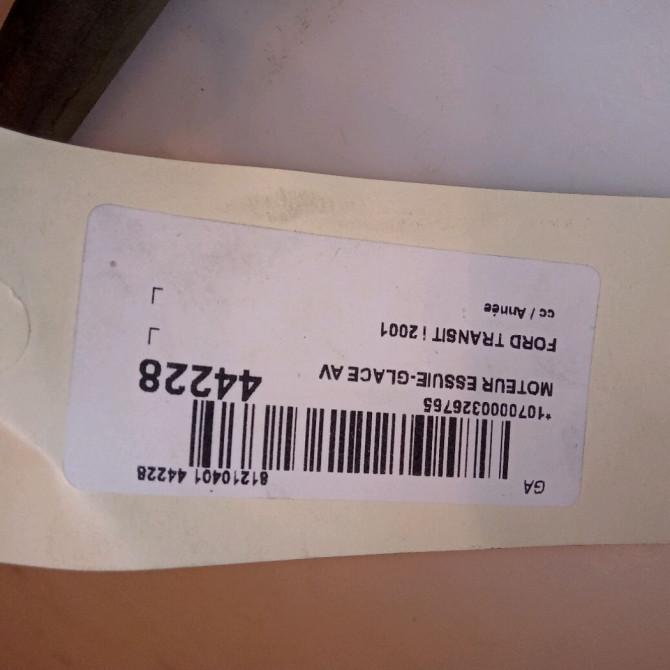 GA
81210401 44228
*1070000326765
MOTEUR ESSUIE-GLACE AV
44228
FORD TRANSIT ¡ 2001
cc / Année